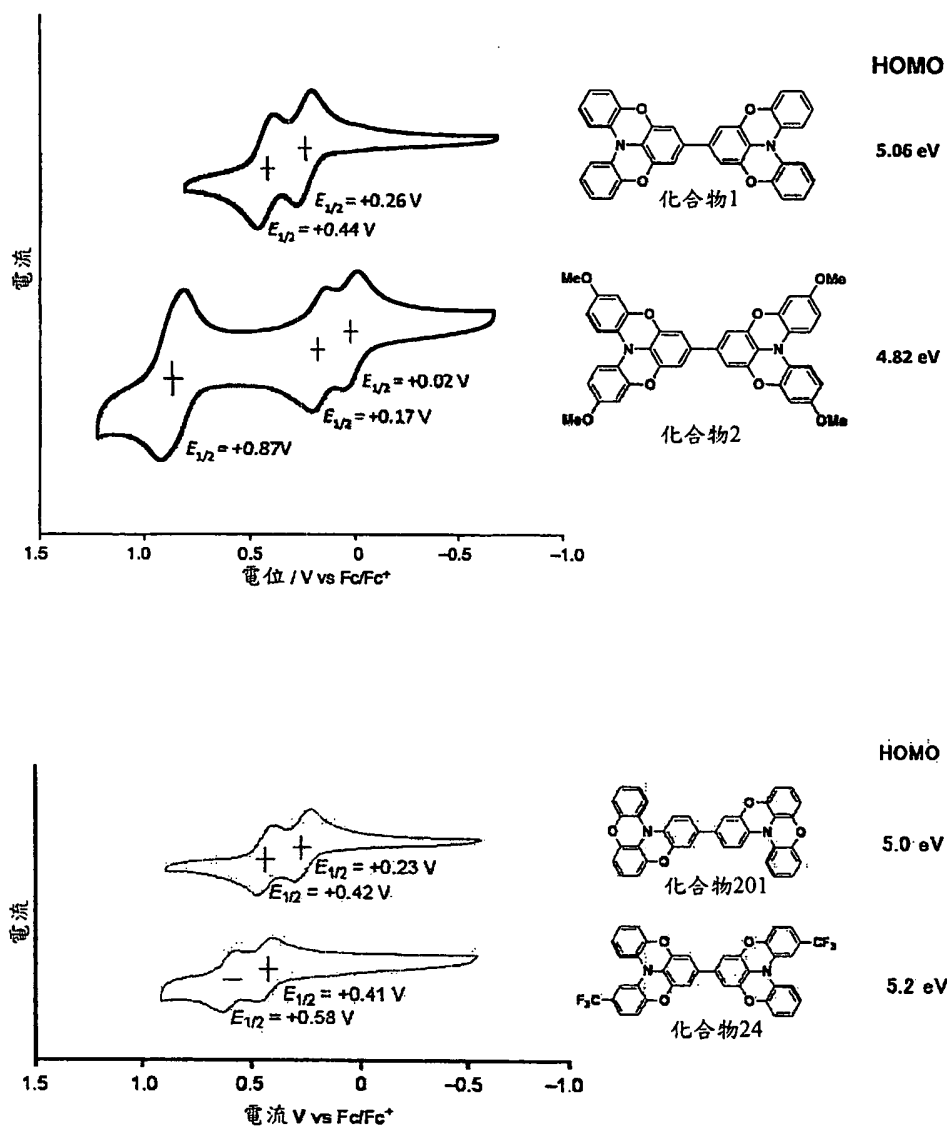 HOMO
5.06 eV
E1/2 = +0.26 V
E1/2 = +0.44 V
O
N
O
O
N
O
化合物1
電流
MeO
OMe
O
N
O
O
N
O
MeO
OMe
4.82 eV
E1/2 = +0.02 V
E1/2 = +0.17 V
E1/2 = +0.87V
化合物2
1.5
1.0
0.5
0
–0.5
–1.0
電位 / V vs Fc/Fc+
HOMO
5.0 eV
O
N
O
O
N
O
E1/2 = +0.23 V
E1/2 = +0.42 V
化合物201
電流
O
N
O
O
N
O
CF3
F3C
5.2 eV
E1/2 = +0.41 V
E1/2 = +0.58 V
化合物24
1.5
1.0
0.5
0
–0.5
–1.0
電流 V vs Fc/Fc+